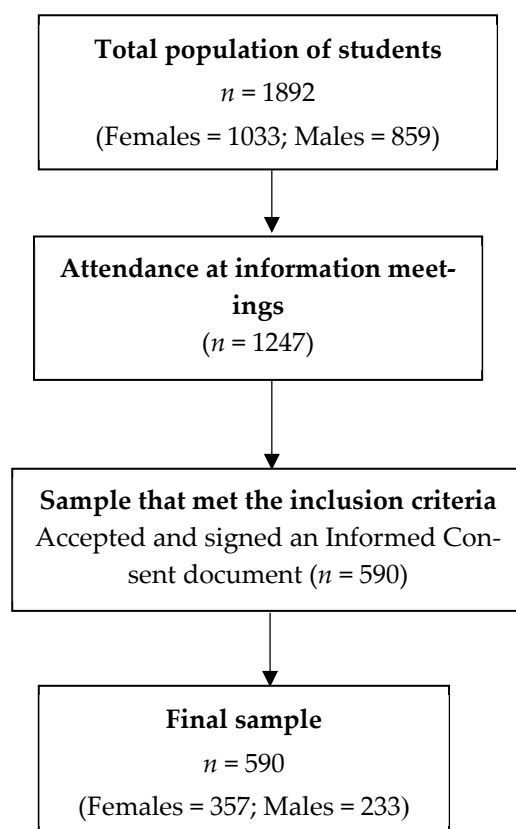 Total population of students
n = 1892
(Females = 1033; Males = 859)
Attendance at information meet-
ings
(n = 1247)
Sample that met the inclusion criteria
Accepted and signed an Informed Con-
sent document (n = 590)
Final sample
n = 590
(Females = 357; Males = 233)